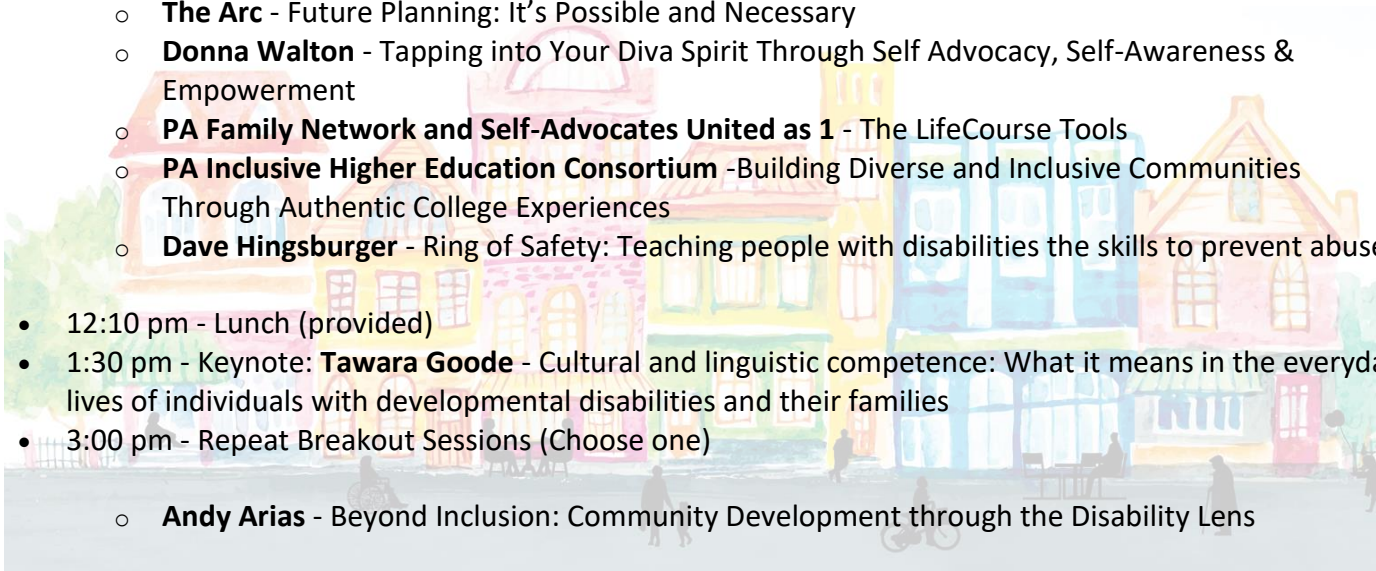 o The Arc - Future Planning: It’s Possible and Necessary
o Donna Walton - Tapping into Your Diva Spirit Through Self Advocacy, Self-Awareness &
Empowerment
o PA Family Network and Self-Advocates United as 1 - The LifeCourse Tools
o PA Inclusive Higher Education Consortium -Building Diverse and Inclusive Communities
Through Authentic College Experiences
o Dave Hingsburger - Ring of Safety: Teaching people with disabilities the skills to prevent abuse
• 12:10 pm - Lunch (provided)
• 1:30 pm - Keynote: Tawara Goode - Cultural and linguistic competence: What it means in the everyda
lives of individuals with developmental disabilities and their families
• 3:00 pm - Repeat Breakout Sessions (Choose one)
o Andy Arias - Beyond Inclusion: Community Development through the Disability Lens